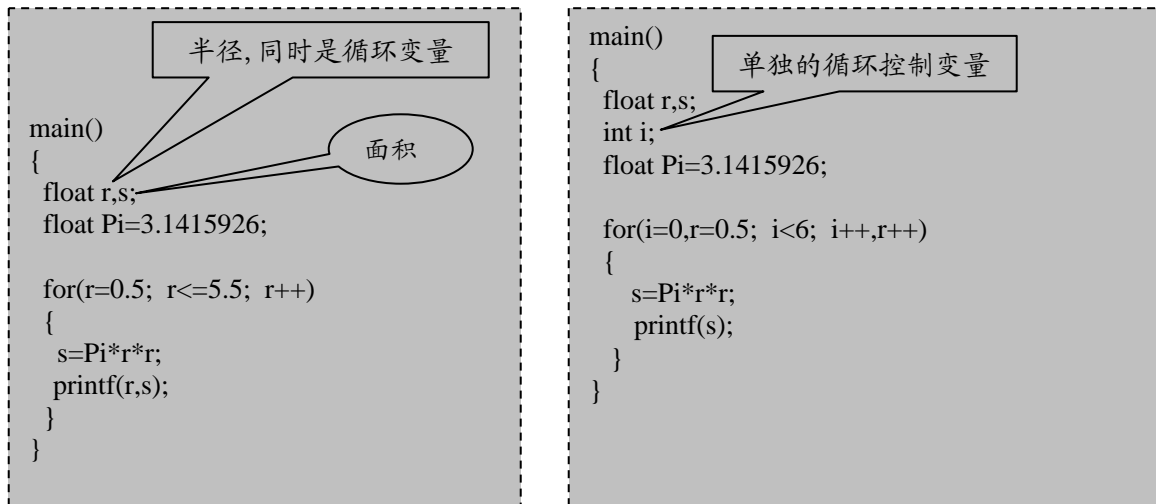 半径,同时是循环变量
main()
{
面积
float r,s;
float Pi=3.1415926;
for(r=0.5; r<=5.5; r++)
{
s=Pi*r*r;
printf(r,s);
}
}
main()
{
单独的循环控制变量
float r,s;
int i;
float Pi=3.1415926;
for(i=0,r=0.5; i<6; i++,r++)
{
s=Pi*r*r;
printf(s);
}
}